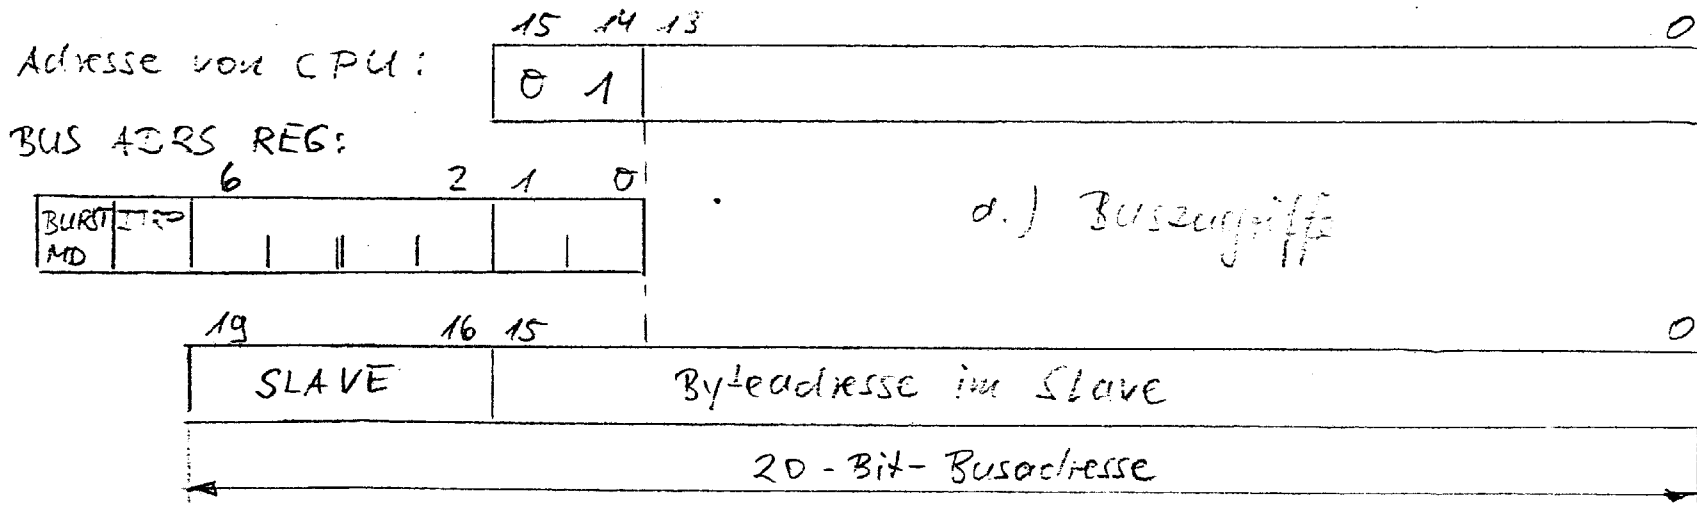 15 14 13 0
Adresse von CPU: 0 1
BUS ADRS REG:
6 2 1 0
BURST
MD
d.) Buszugriffe
19 16 15 0
SLAVE Byteadresse im Slave
20-Bit-Busadresse